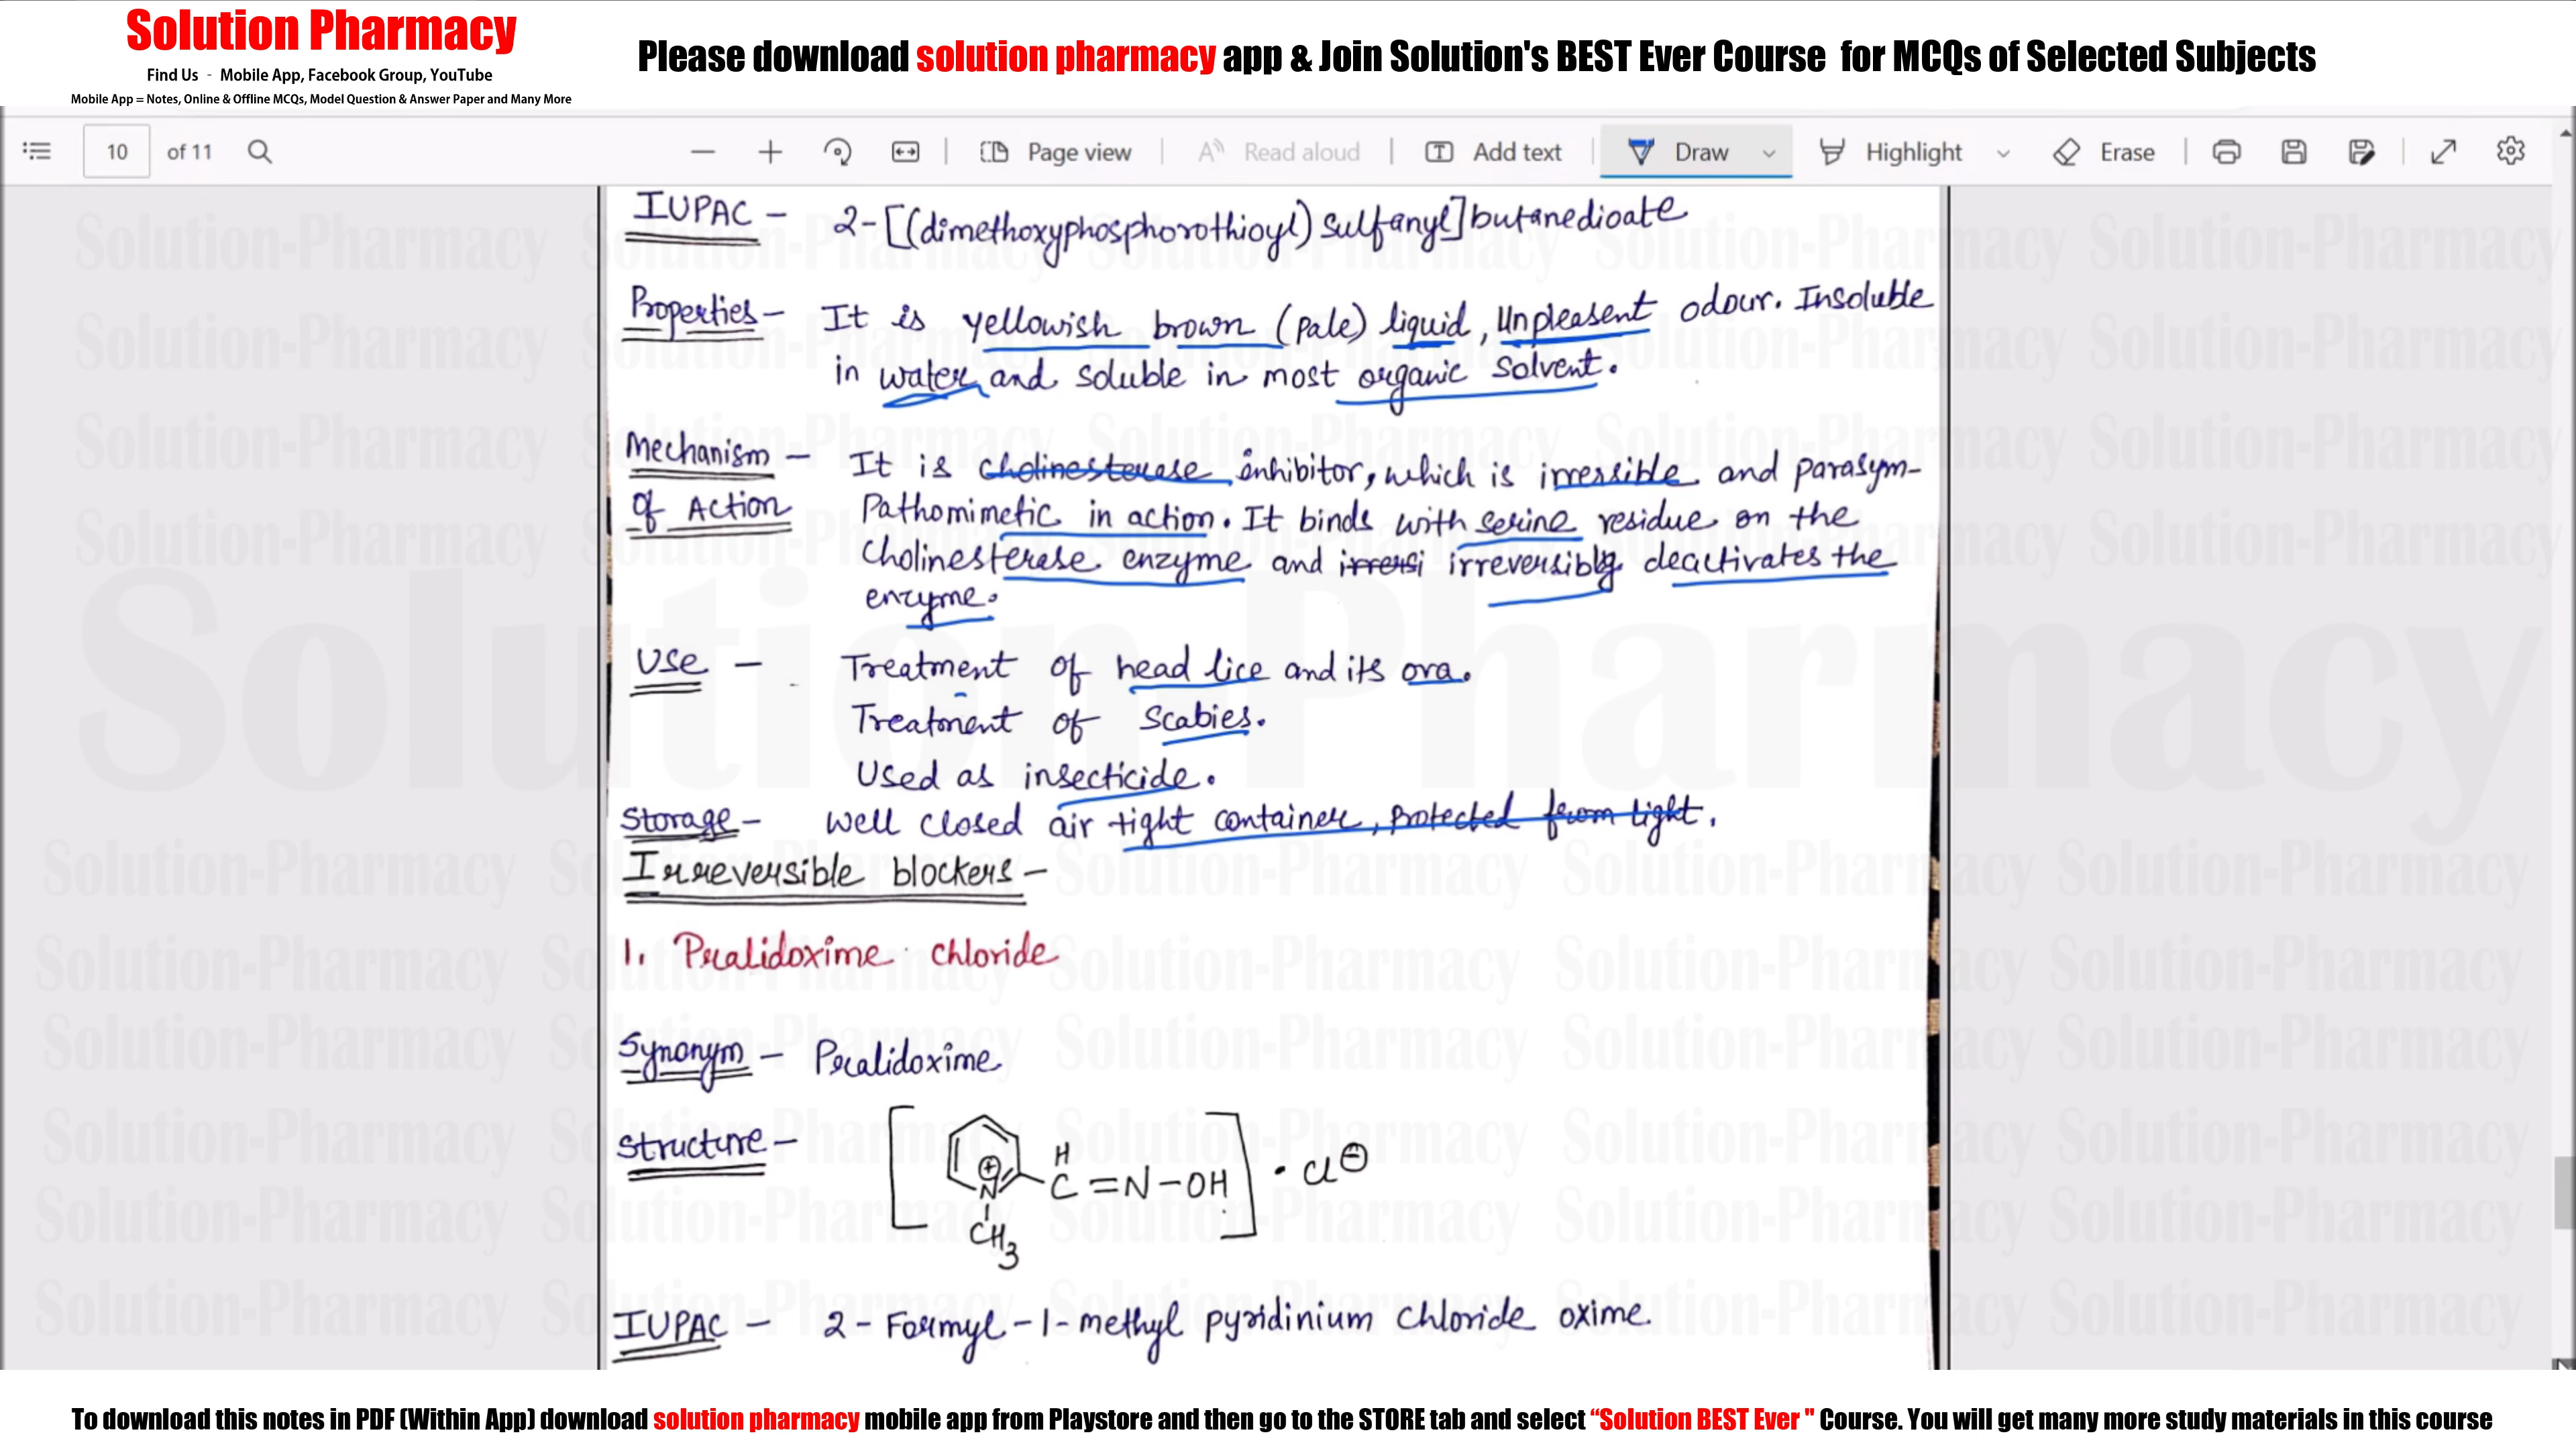 Solution Pharmacy
Find Us - Mobile App, Facebook Group, YouTube
Mobile App = Notes, Online & Offline MCQs, Model Question & Answer Paper and Many More
Please download solution pharmacy app & Join Solution's BEST Ever Course for MCQs of Selected Subjects
10 of 11 Page view Read aloud Add text Draw Highlight Erase
IUPAC - 2-[(dimethoxyphosphorothioyl) sulfanyl]butanedioate
Properties - It is yellowish brown (pale) liquid, Unpleasent odour. Insoluble
in water and soluble in most organic solvent.
Mechanism - It is cholinesterase inhibitor, which is irressible and parasym-
of Action Pathomimetic in action. It binds with serine residue on the
cholinesterase enzyme and irreversi irreversibly deactivates the
enzyme.
Use - Treatment of head lice and its ova.
Treatment of Scabies.
Used as insecticide.
Storage - Well closed air tight container, protected from light.
Irreversible blockers -
1. Pralidoxime chloride
Synonym - Pralidoxime
Structure -
H
C =N-OH
N
CH3
. Cl⊖
IUPAC - 2-Formyl-1-methyl pyridinium chloride oxime.
Solution-Pharmacy
To download this notes in PDF (Within App) download solution pharmacy mobile app from Playstore and then go to the STORE tab and select “Solution BEST Ever " Course. You will get many more study materials in this course